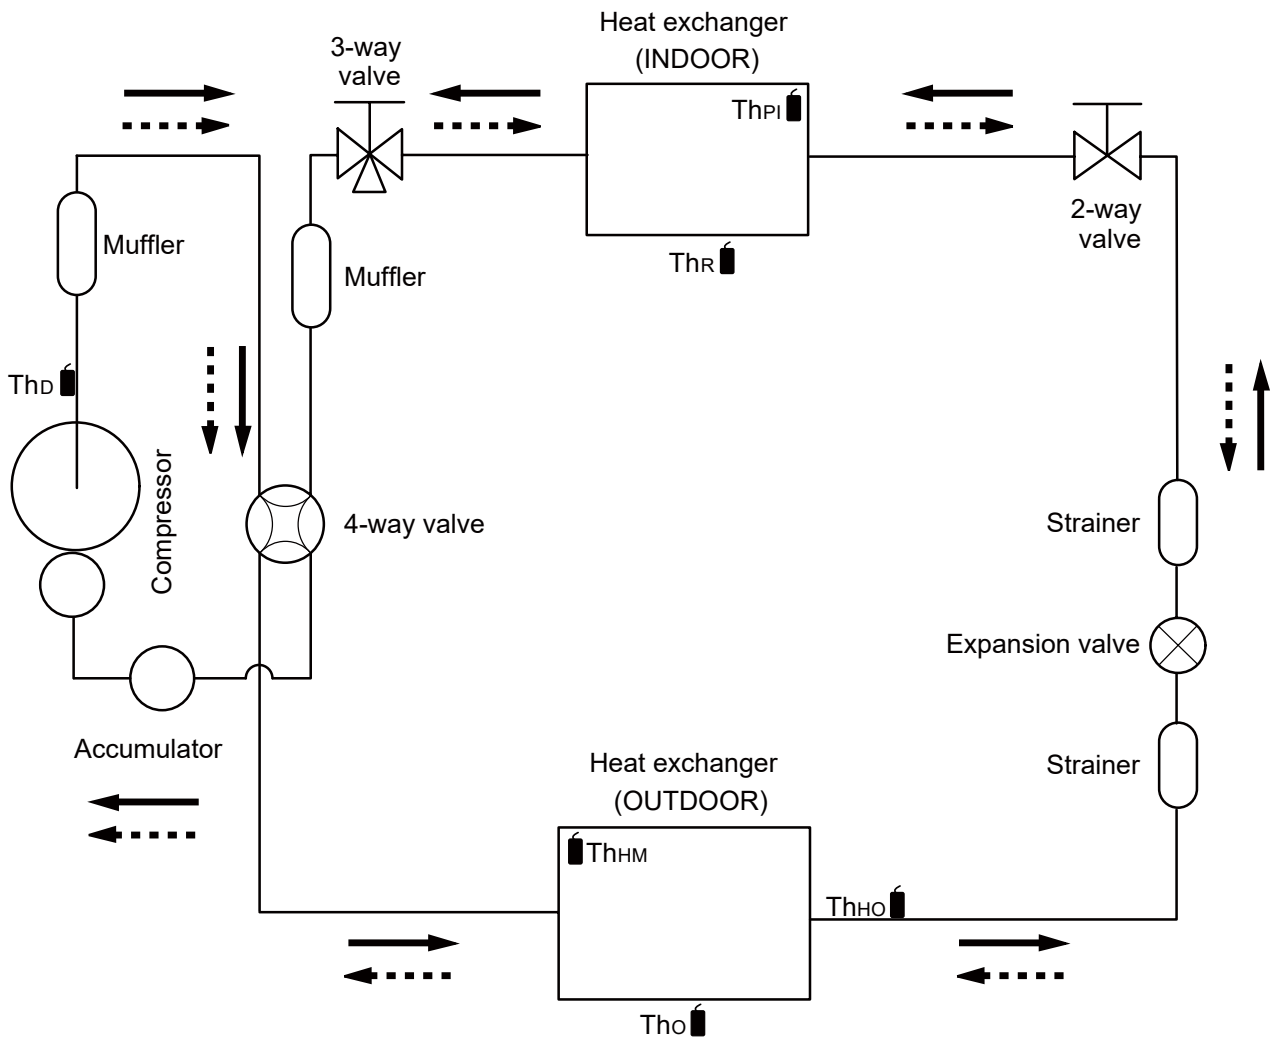 Heat exchanger
(INDOOR)
3-way
valve
ThPI
2-way
valve
Muffler
ThR
Muffler
ThD
Compressor
4-way valve
Strainer
Expansion valve
Accumulator
Heat exchanger
(OUTDOOR)
Strainer
ThHM
ThHO
ThO